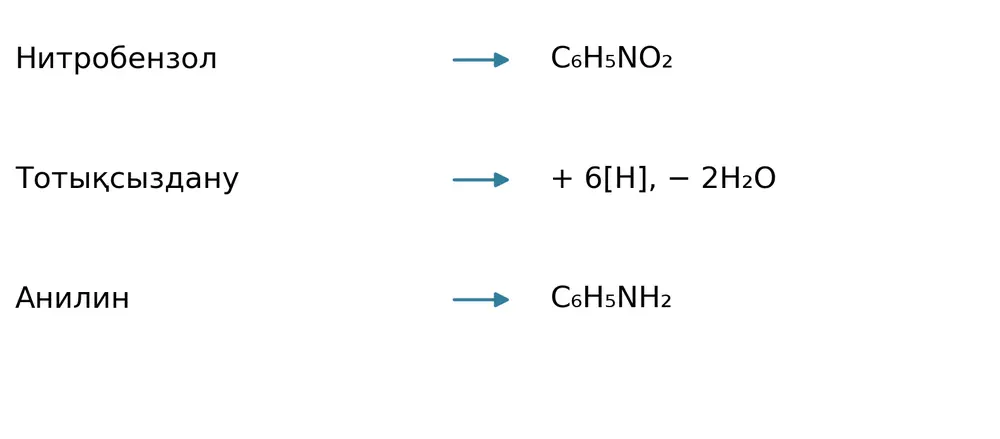 Нитробензол → C₆H₅NO₂
Тотықсыздану → + 6[H], − 2H₂O
Анилин → C₆H₅NH₂